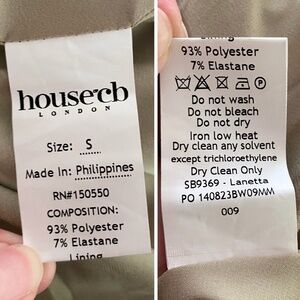 house cb
LONDON
Size: S
Made In: Philippines
RN#150550
COMPOSITION:
93% Polyester
7% Elastane
Lining
Lining
93% Polyester
7% Elastane
Do not wash
Do not bleach
Do not dry
Iron low heat
Dry clean any solvent
except trichloroethylene
Dry Clean Only
SB9369 - Lanetta
PO 140823BW09MM
009